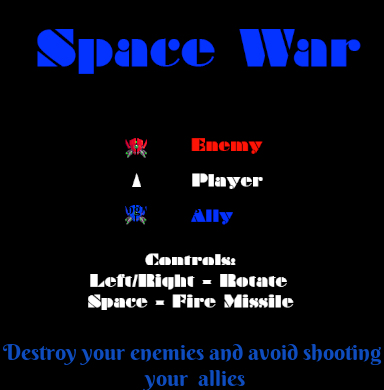 Space War
Enemy
Player
Ally
Controls:
Left/Right = Rotate
Space = Fire Missile
Destroy your enemies and avoid shooting
your allies